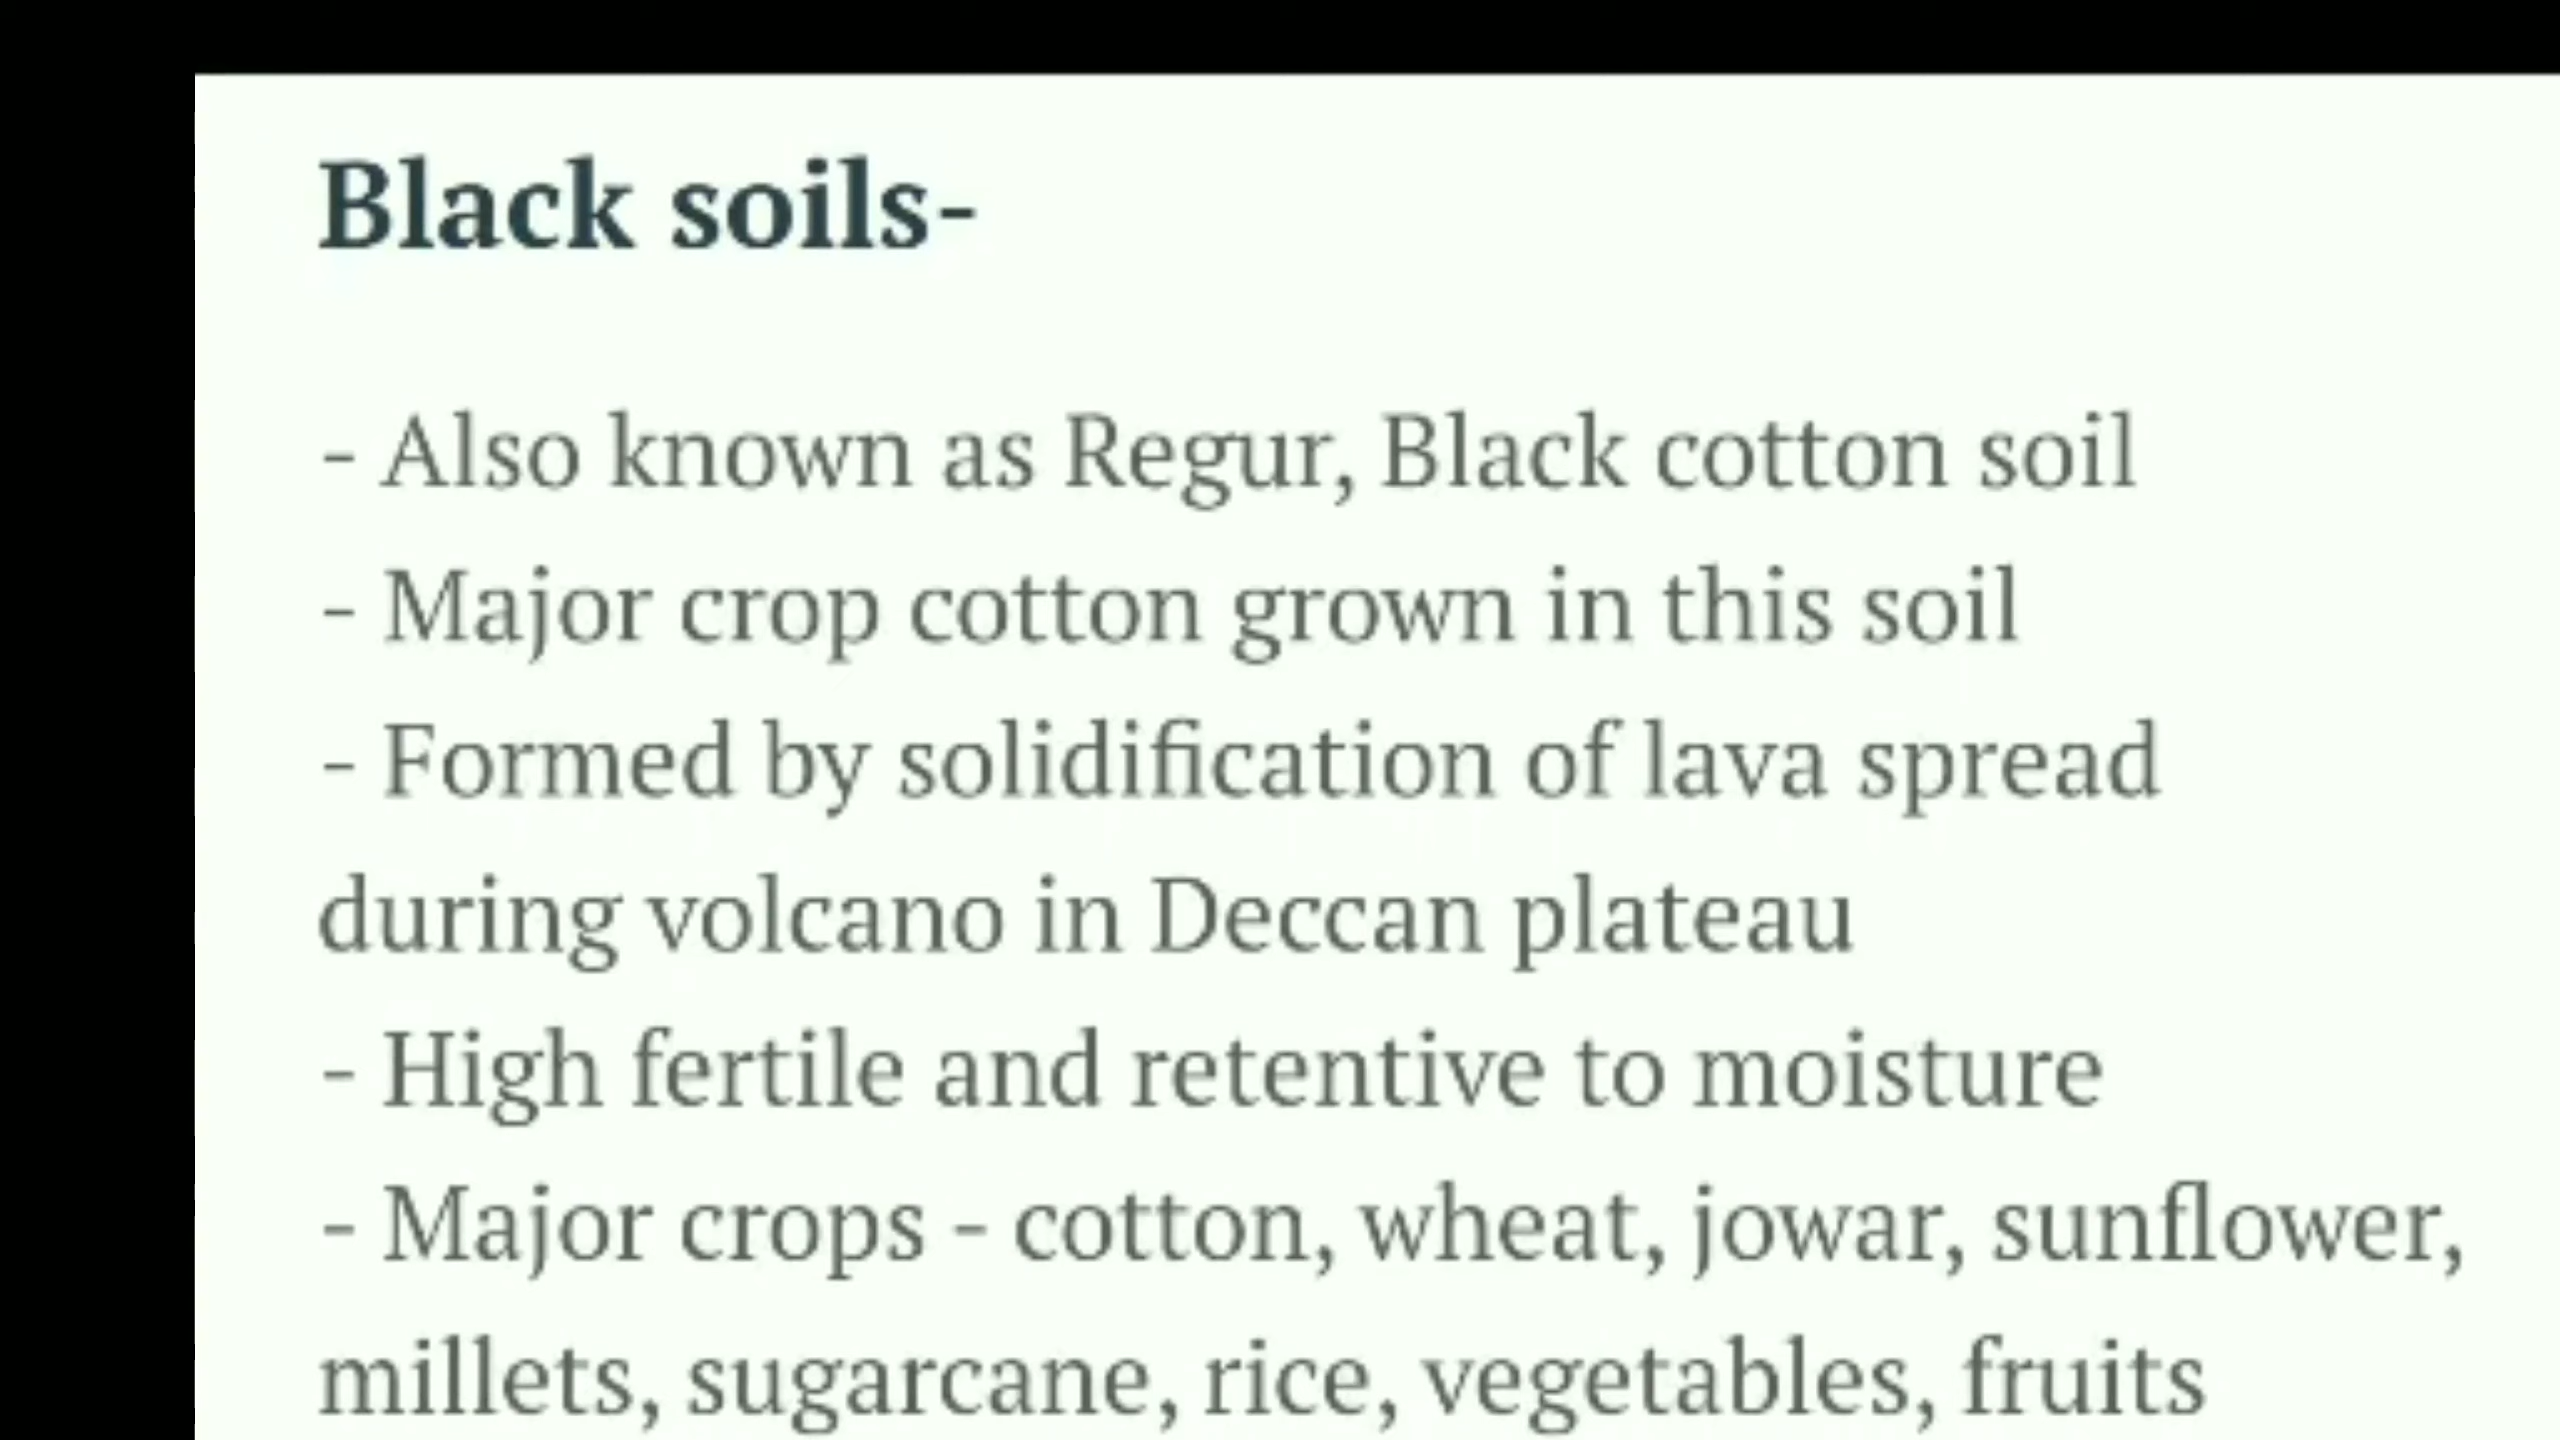 Black soils-
- Also known as Regur, Black cotton soil
- Major crop cotton grown in this soil
- Formed by solidification of lava spread
during volcano in Deccan plateau
- High fertile and retentive to moisture
- Major crops - cotton, wheat, jowar, sunflower,
millets, sugarcane, rice, vegetables, fruits